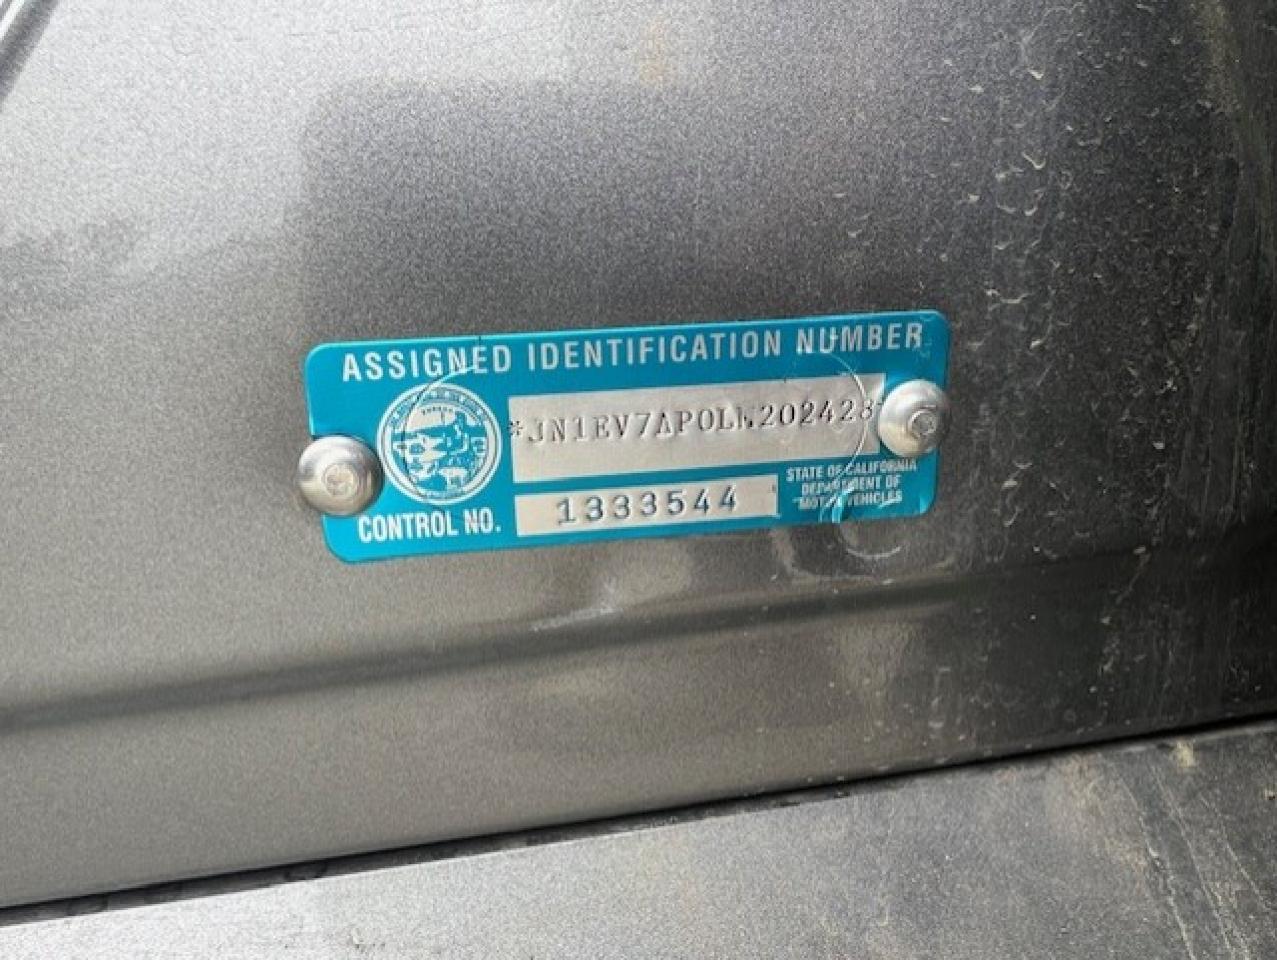 ASSIGNED IDENTIFICATION NUMBER
*JN1EV7AP0LM202428
CONTROL NO. 1333544
STATE OF CALIFORNIA
DEPARTMENT OF
MOTOR VEHICLES